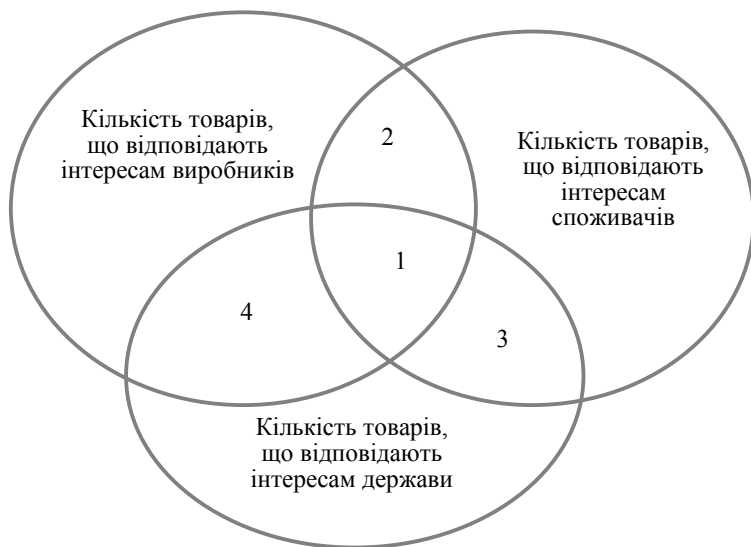 Кількість товарів,
що відповідають
інтересам виробників
2
Кількість товарів,
що відповідають
інтересам
споживачів
1
4
3
Кількість товарів,
що відповідають
інтересам держави